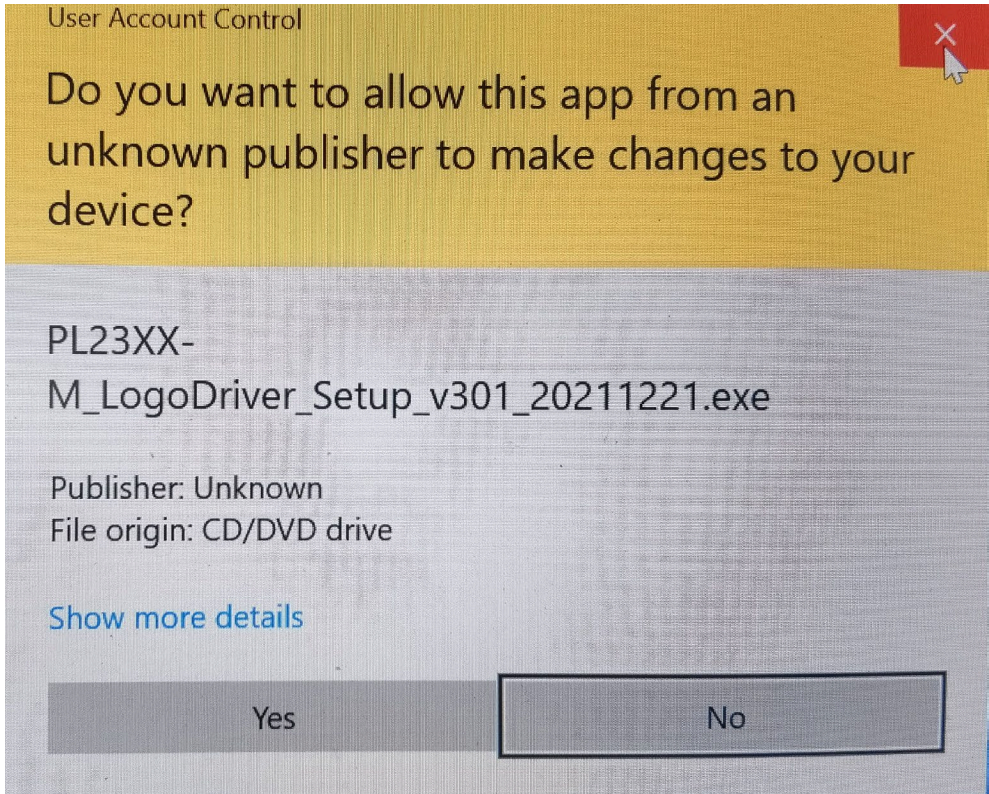 User Account Control
Do you want to allow this app from an
unknown publisher to make changes to your
device?
PL23XX-
M_LogoDriver_Setup_v301_20211221.exe
Publisher: Unknown
File origin: CD/DVD drive
Show more details
Yes
No